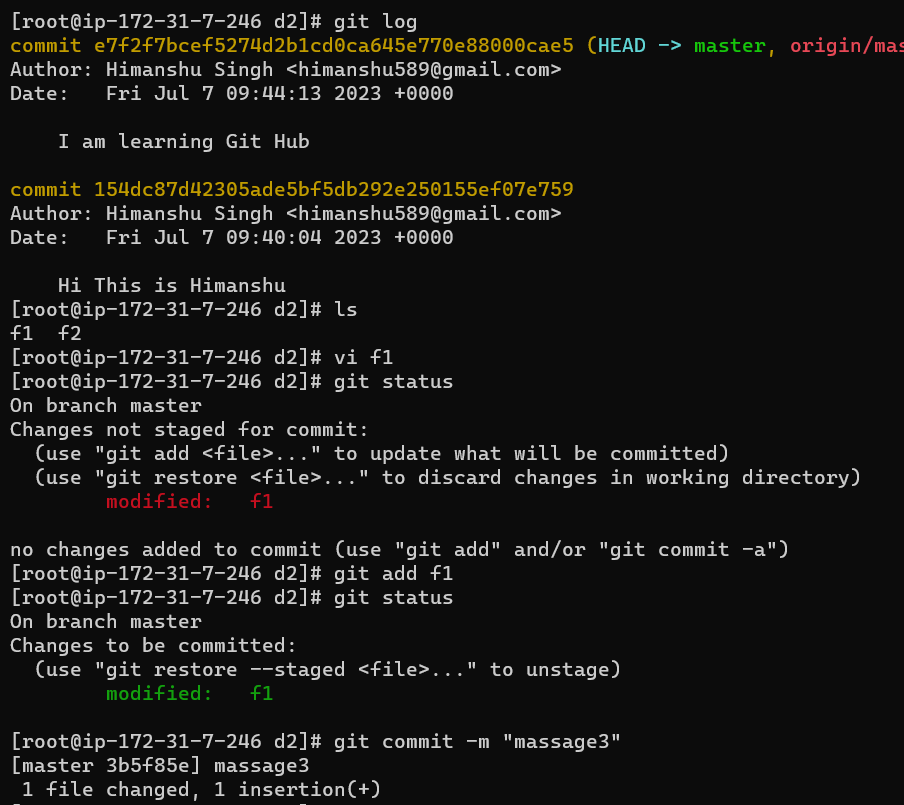 [root@ip-172-31-7-246 d2]# git log
commit e7f2f7bcef5274d2b1cd0ca645e770e88000cae5 (HEAD -> master, origin/mas
Author: Himanshu Singh <himanshu589@gmail.com>
Date:   Fri Jul 7 09:44:13 2023 +0000

    I am learning Git Hub

commit 154dc87d42305ade5bf5db292e250155ef07e759
Author: Himanshu Singh <himanshu589@gmail.com>
Date:   Fri Jul 7 09:40:04 2023 +0000

    Hi This is Himanshu
[root@ip-172-31-7-246 d2]# ls
f1  f2
[root@ip-172-31-7-246 d2]# vi f1
[root@ip-172-31-7-246 d2]# git status
On branch master
Changes not staged for commit:
  (use "git add <file>..." to update what will be committed)
  (use "git restore <file>..." to discard changes in working directory)
        modified:   f1

no changes added to commit (use "git add" and/or "git commit -a")
[root@ip-172-31-7-246 d2]# git add f1
[root@ip-172-31-7-246 d2]# git status
On branch master
Changes to be committed:
  (use "git restore --staged <file>..." to unstage)
        modified:   f1

[root@ip-172-31-7-246 d2]# git commit -m "massage3"
[master 3b5f85e] massage3
 1 file changed, 1 insertion(+)